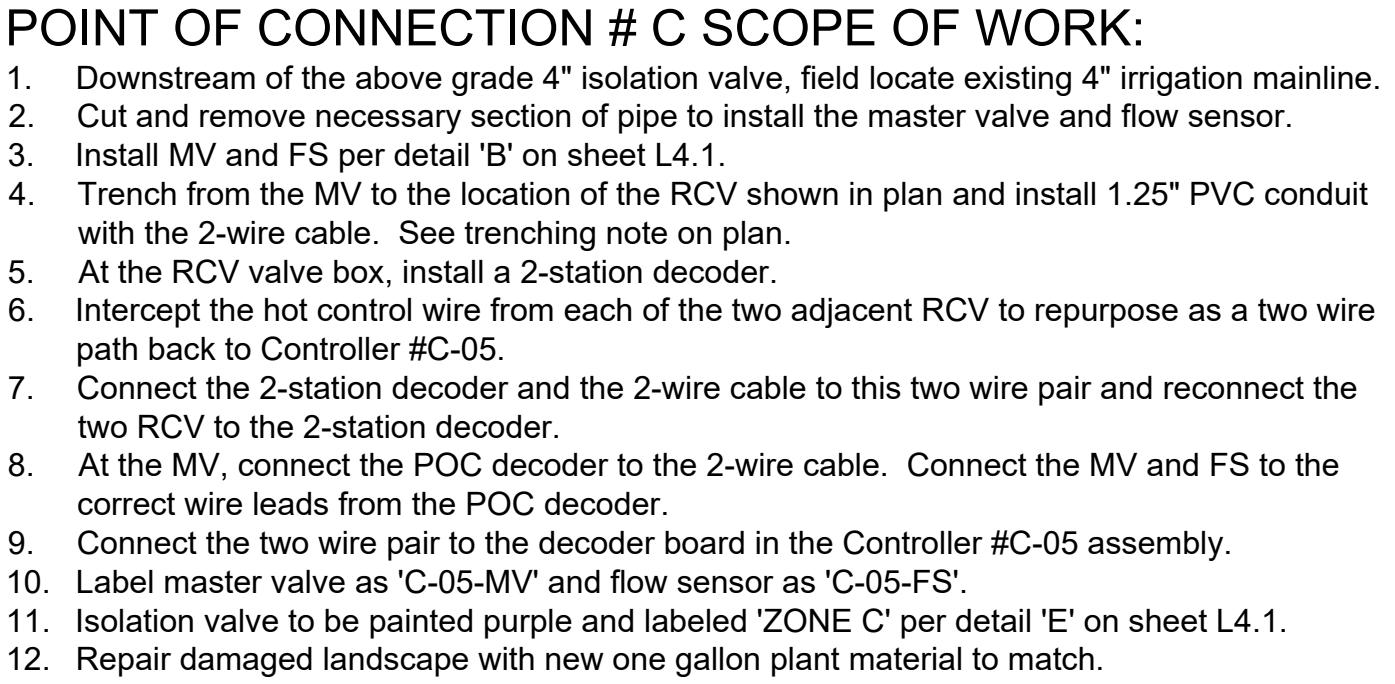 POINT OF CONNECTION # C SCOPE OF WORK:
1. Downstream of the above grade 4" isolation valve, field locate existing 4" irrigation mainline.
2. Cut and remove necessary section of pipe to install the master valve and flow sensor.
3. Install MV and FS per detail 'B' on sheet L4.1.
4. Trench from the MV to the location of the RCV shown in plan and install 1.25" PVC conduit
with the 2-wire cable. See trenching note on plan.
5. At the RCV valve box, install a 2-station decoder.
6. Intercept the hot control wire from each of the two adjacent RCV to repurpose as a two wire
path back to Controller #C-05.
7. Connect the 2-station decoder and the 2-wire cable to this two wire pair and reconnect the
two RCV to the 2-station decoder.
8. At the MV, connect the POC decoder to the 2-wire cable. Connect the MV and FS to the
correct wire leads from the POC decoder.
9. Connect the two wire pair to the decoder board in the Controller #C-05 assembly.
10. Label master valve as 'C-05-MV' and flow sensor as 'C-05-FS'.
11. Isolation valve to be painted purple and labeled 'ZONE C' per detail 'E' on sheet L4.1.
12. Repair damaged landscape with new one gallon plant material to match.